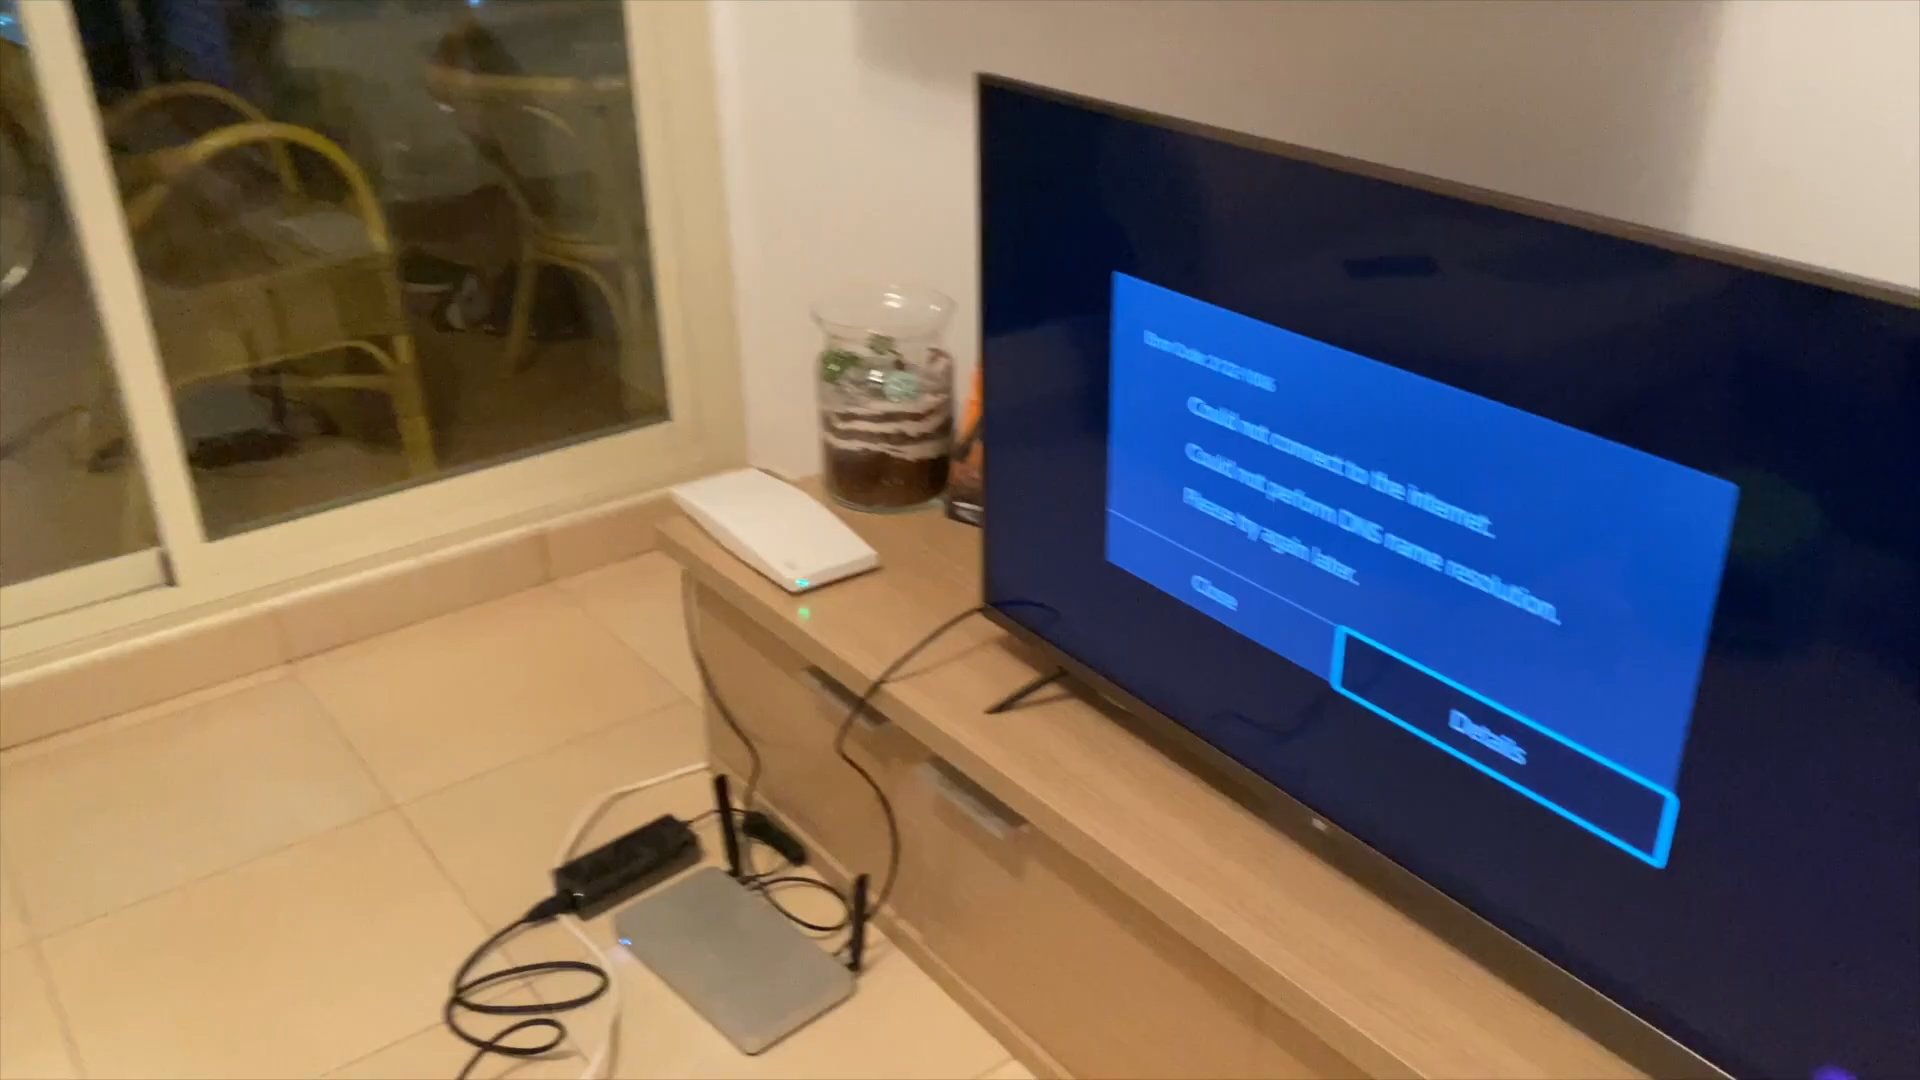 Could not connect to the internet.
Could not perform DNS name resolution.
Please try again later.
Close
Details